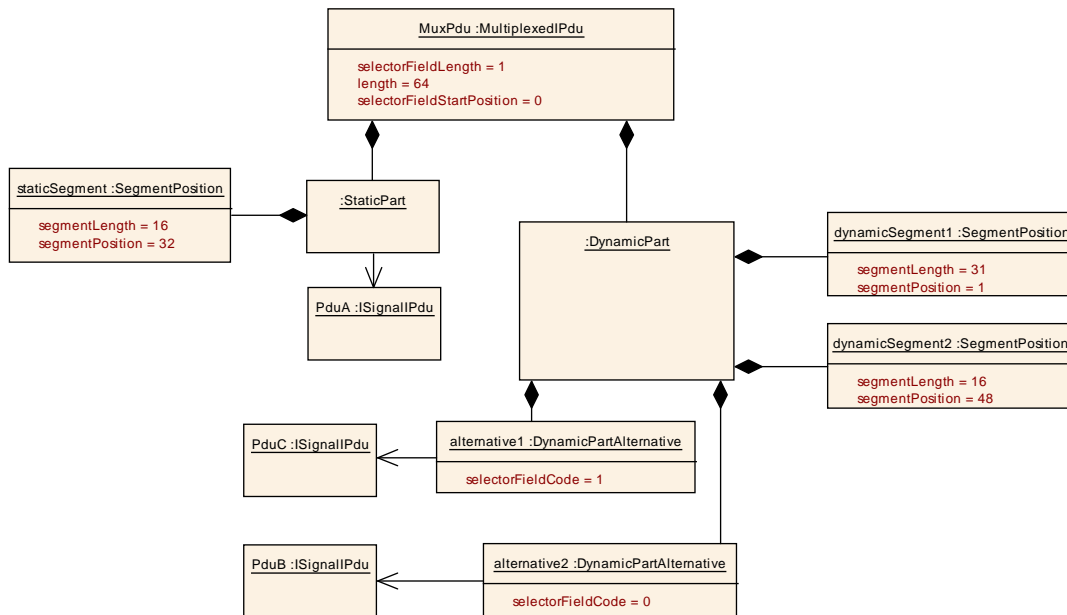 MuxPdu :MultiplexedIPdu
selectorFieldLength = 1
length = 64
selectorFieldStartPosition = 0
staticSegment :SegmentPosition
segmentLength = 16
segmentPosition = 32
:StaticPart
PduA :ISignalIPdu
:DynamicPart
dynamicSegment1 :SegmentPosition
segmentLength = 31
segmentPosition = 1
dynamicSegment2 :SegmentPosition
segmentLength = 16
segmentPosition = 48
PduC :ISignalIPdu
alternative1 :DynamicPartAlternative
selectorFieldCode = 1
PduB :ISignalIPdu
alternative2 :DynamicPartAlternative
selectorFieldCode = 0